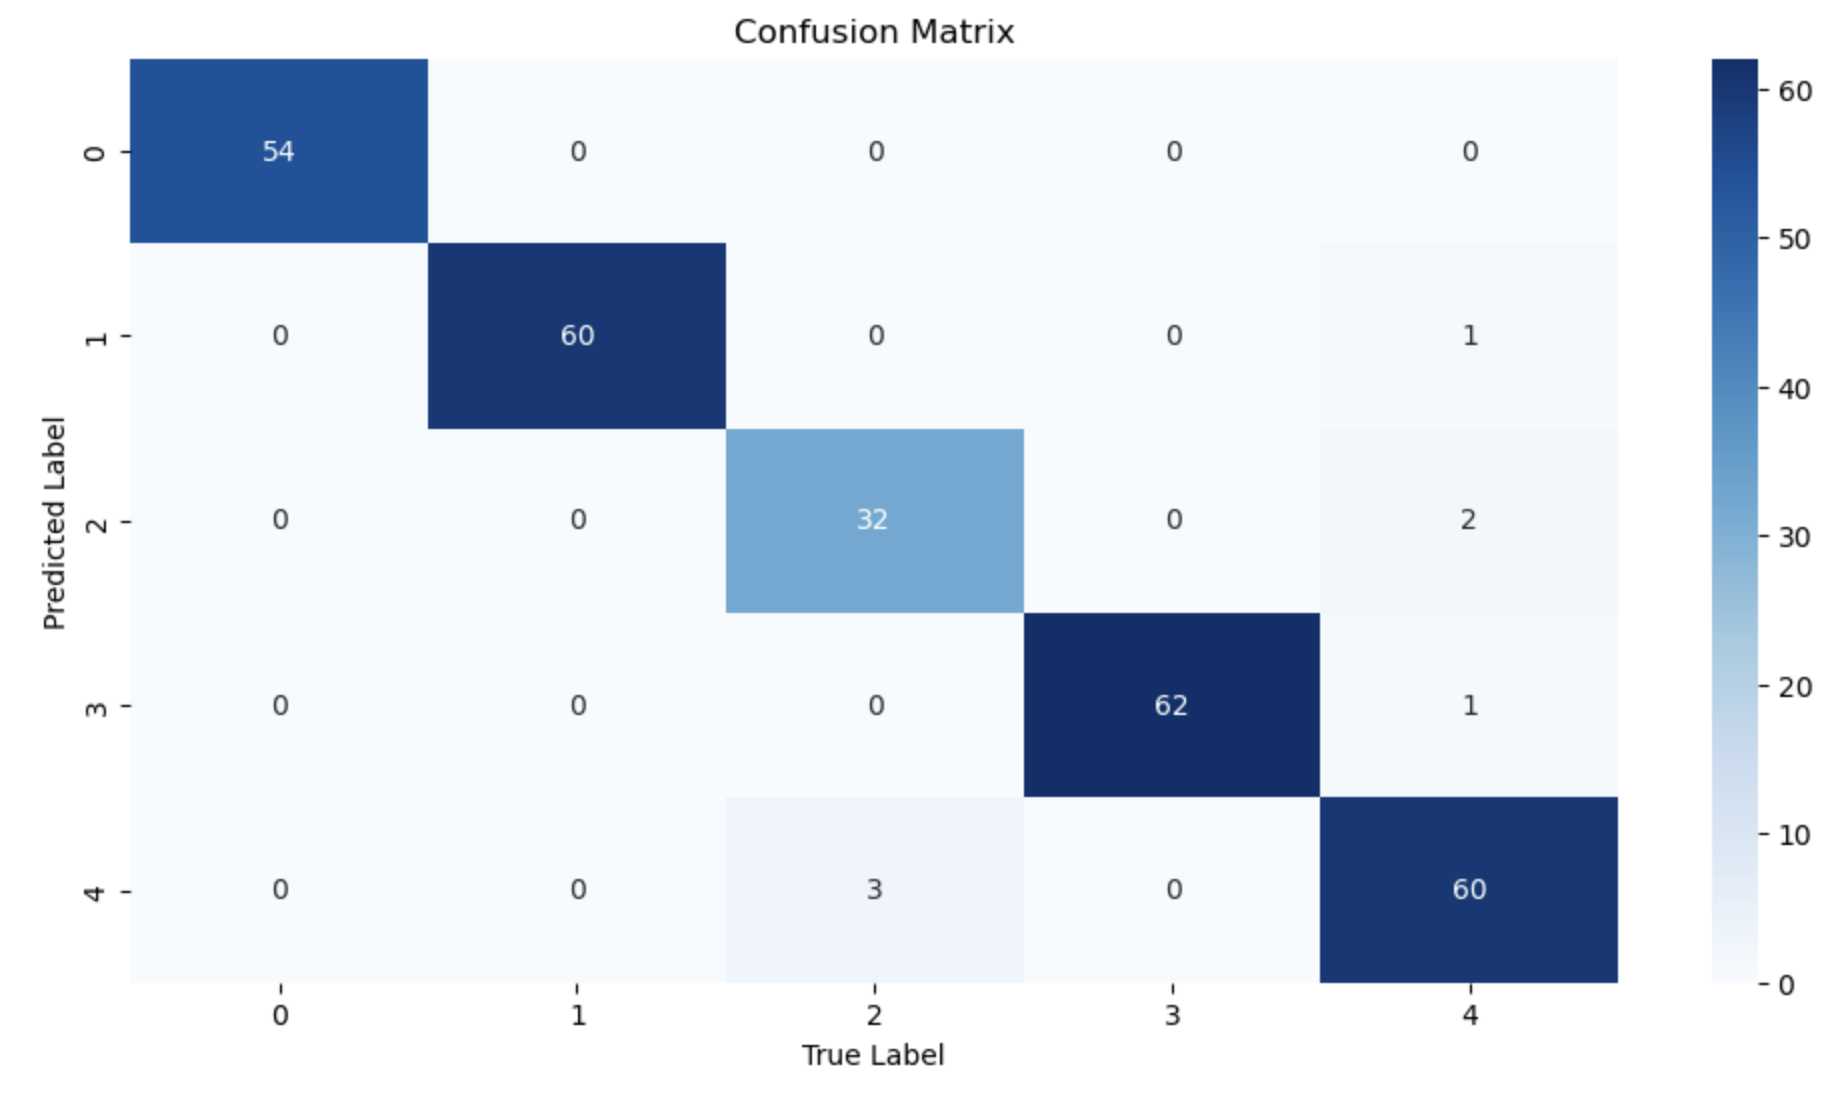 Confusion Matrix
60
0 54 0 0 0 0
50
1 0 60 0 0 1
40
Predicted Label
2 0 0 32 0 2
30
3 0 0 0 62 1
20
10
4 0 0 3 0 60
0
0 1 2 3 4
True Label